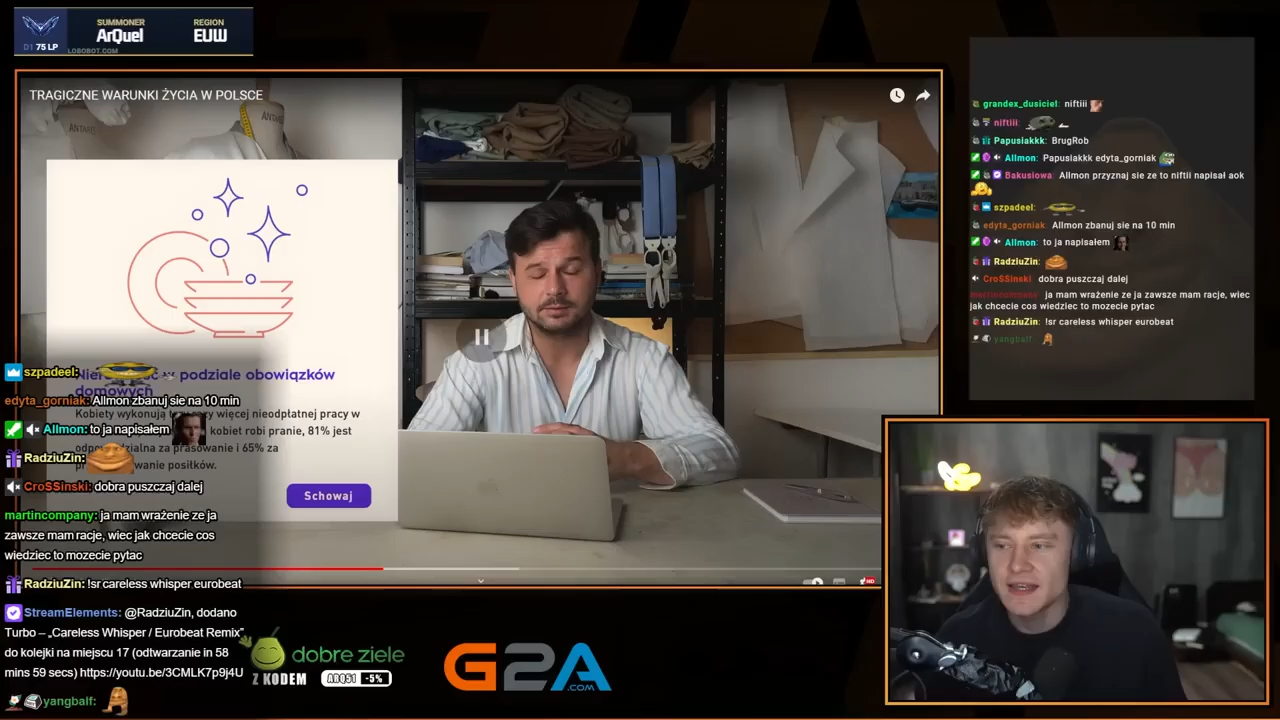 SUMMONER
ArQuel
REGION
EUW
D1 75 LP
LOBOBOT.COM
TRAGICZNE WARUNKI ŻYCIA W POLSCE
w podziale obowiązków
domowych
Kobiety wykonują więcej nieodpłatnej pracy w
kobiet robi pranie, 81% jest
za prasowanie i 65% za
posiłków.
Schowaj
szpadeel:
edyta_gorniak: Allmon zbanuj sie na 10 min
Allmon: to ja napisałem
RadziuZin:
CroSSinski: dobra puszczaj dalej
martincompany: ja mam wrażenie ze ja
zawsze mam racje, wiec jak chcecie cos
wiedziec to mozecie pytac
RadziuZin: !sr careless whisper eurobeat
StreamElements: @RadziuZin, dodano
Turbo – „Careless Whisper / Eurobeat Remix”
do kolejki na miejscu 17 (odtwarzanie in 58
mins 59 secs) https://youtu.be/3CMLK7p9j4U
yangbalf:
dobre ziele
Z KODEM ARQ51 -5%
G2A
.COM
grandex_dusiciel: niftiii
niftiii:
Papusiakkk: BrugRob
Allmon: Papusiakkk edyta_gorniak
Bakusiowa: Allmon przyznaj sie ze to niftii napisał aok
szpadeel:
edyta_gorniak: Allmon zbanuj sie na 10 min
Allmon: to ja napisałem
RadziuZin:
CroSSinski: dobra puszczaj dalej
martincompany: ja mam wrażenie ze ja zawsze mam racje, wiec
jak chcecie cos wiedziec to mozecie pytac
RadziuZin: !sr careless whisper eurobeat
yangbalf:
HD